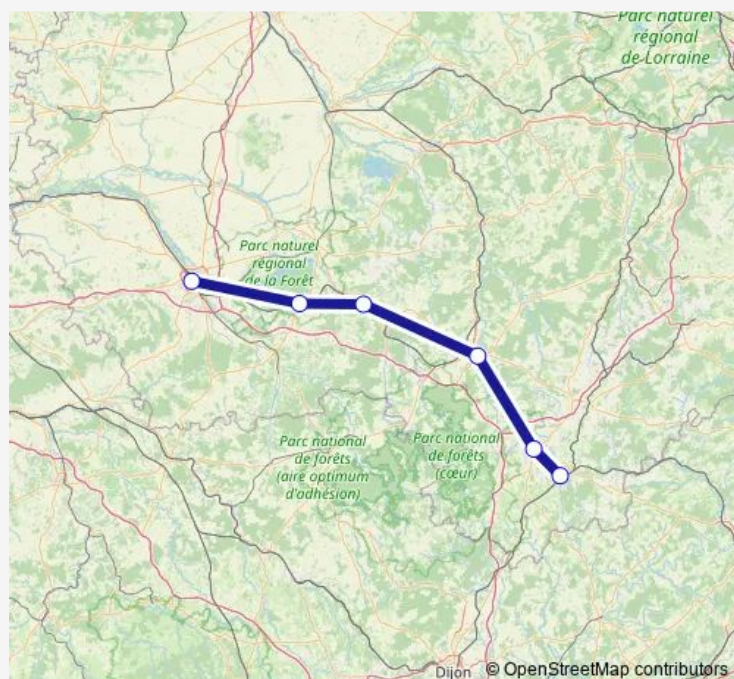 Parc naturel
régional
de Lorraine
Parc naturel
régional
de la Forêt
Parc national
de forêts
(aire optimum
d'adhésion)
Parc national
de forêts
(cœur)
Dijon
© OpenStreetMap contributors